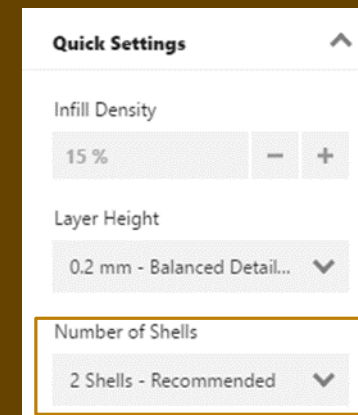 Quick Settings
Infill Density
15 %
Layer Height
0.2 mm - Balanced Detail...
Number of Shells
2 Shells - Recommended